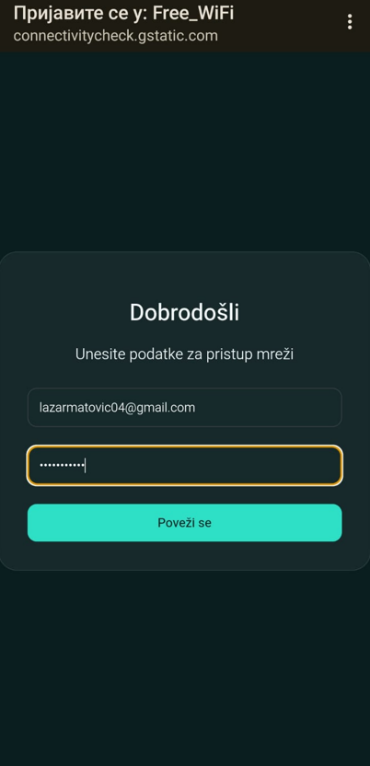 Пријавите се у: Free_WiFi
connectivitycheck.gstatic.com
Dobrodošli
Unesite podatke za pristup mreži
lazarmatovic04@gmail.com
•••••••••••
Poveži se